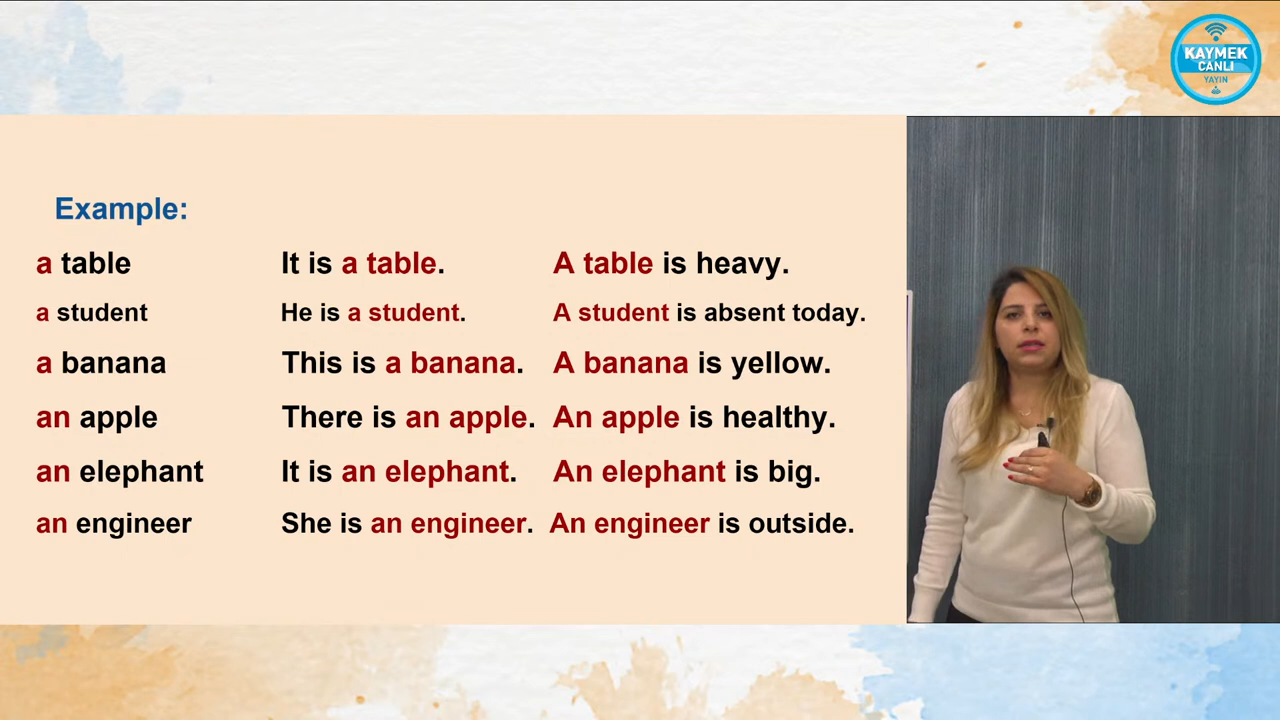 KAYMEK
CANLI
YAYIN
Example:
a table It is a table. A table is heavy.
a student He is a student. A student is absent today.
a banana This is a banana. A banana is yellow.
an apple There is an apple. An apple is healthy.
an elephant It is an elephant. An elephant is big.
an engineer She is an engineer. An engineer is outside.